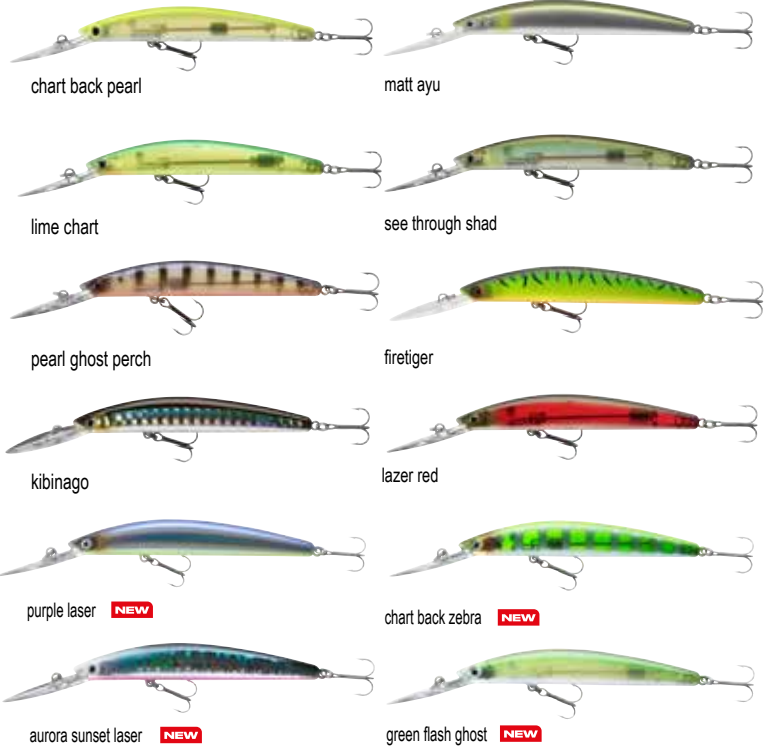 chart back pearl
matt ayu
lime chart
see through shad
pearl ghost perch
firetiger
kibinago
lazer red
purple laser NEW
chart back zebra NEW
aurora sunset laser NEW
green flash ghost NEW